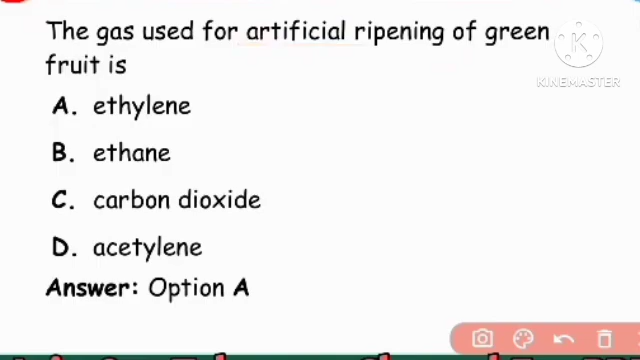 The gas used for artificial ripening of green
fruit is
A. ethylene
B. ethane
C. carbon dioxide
D. acetylene
Answer: Option A
K
KINEMASTER